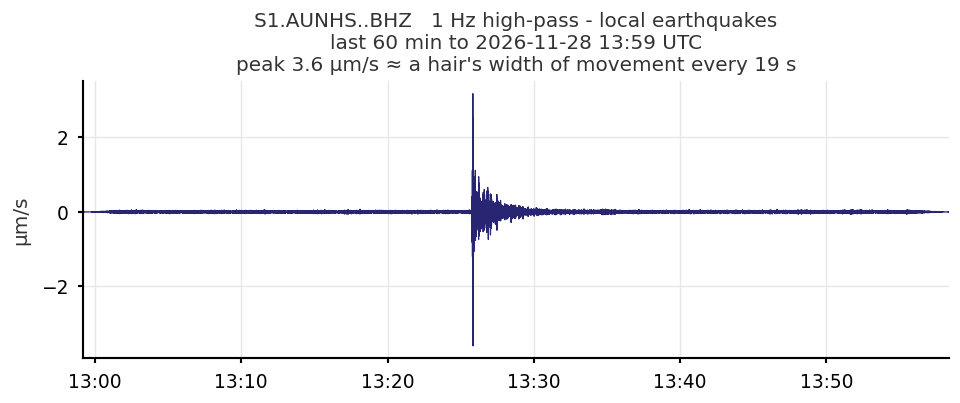 S1.AUNHS..BHZ   1 Hz high-pass - local earthquakes
last 60 min to 2026-11-28 13:59 UTC
peak 3.6 µm/s ≈ a hair's width of movement every 19 s
µm/s
2
0
−2
13:00
13:10
13:20
13:30
13:40
13:50